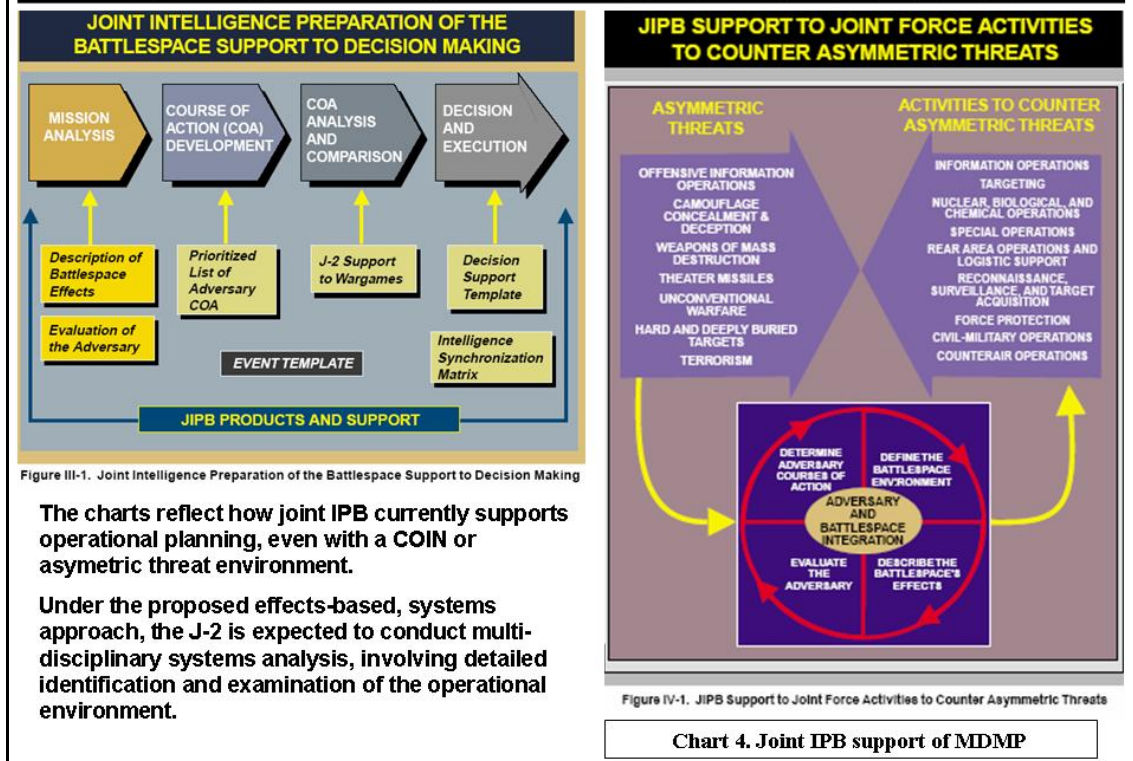 JOINT INTELLIGENCE PREPARATION OF THE
BATTLESPACE SUPPORT TO DECISION MAKING
MISSION
ANALYSIS
COURSE OF
ACTION (COA)
DEVELOPMENT
COA
ANALYSIS
AND
COMPARISON
DECISION
AND
EXECUTION
Description of
Battlespace
Effects
Evaluation of
the Adversary
Prioritized
List of
Adversary
COA
J-2 Support
to Wargames
Decision
Support
Template
Intelligence
Synchronization
Matrix
EVENT TEMPLATE
JIPB PRODUCTS AND SUPPORT
Figure III-1. Joint Intelligence Preparation of the Battlespace Support to Decision Making
The charts reflect how joint IPB currently supports
operational planning, even with a COIN or
asymetric threat environment.
Under the proposed effects-based, systems
approach, the J-2 is expected to conduct multi-
disciplinary systems analysis, involving detailed
identification and examination of the operational
environment.
JIPB SUPPORT TO JOINT FORCE ACTIVITIES
TO COUNTER ASYMMETRIC THREATS
ASYMMETRIC
THREATS
OFFENSIVE INFORMATION
OPERATIONS
CAMOUFLAGE
CONCEALMENT &
DECEPTION
WEAPONS OF MASS
DESTRUCTION
THEATER MISSILES
UNCONVENTIONAL
WARFARE
HARD AND DEEPLY BURIED
TARGETS
TERRORISM
ACTIVITIES TO COUNTER
ASYMMETRIC THREATS
INFORMATION OPERATIONS
TARGETING
NUCLEAR, BIOLOGICAL, AND
CHEMICAL OPERATIONS
SPECIAL OPERATIONS
REAR AREA OPERATIONS AND
LOGISTIC SUPPORT
RECONNAISSANCE,
SURVEILLANCE, AND TARGET
ACQUISITION
FORCE PROTECTION
CIVIL-MILITARY OPERATIONS
COUNTERAIR OPERATIONS
DETERMINE
ADVERSARY
COURSES OF
ACTION
DEFINE THE
BATTLESPACE
ENVIRONMENT
ADVERSARY
AND
BATTLESPACE
INTEGRATION
EVALUATE
THE
ADVERSARY
DESCRIBE THE
BATTLESPACE'S
EFFECTS
Figure IV-1. JIPB Support to Joint Force Activities to Counter Asymmetric Threats
Chart 4. Joint IPB support of MDMP